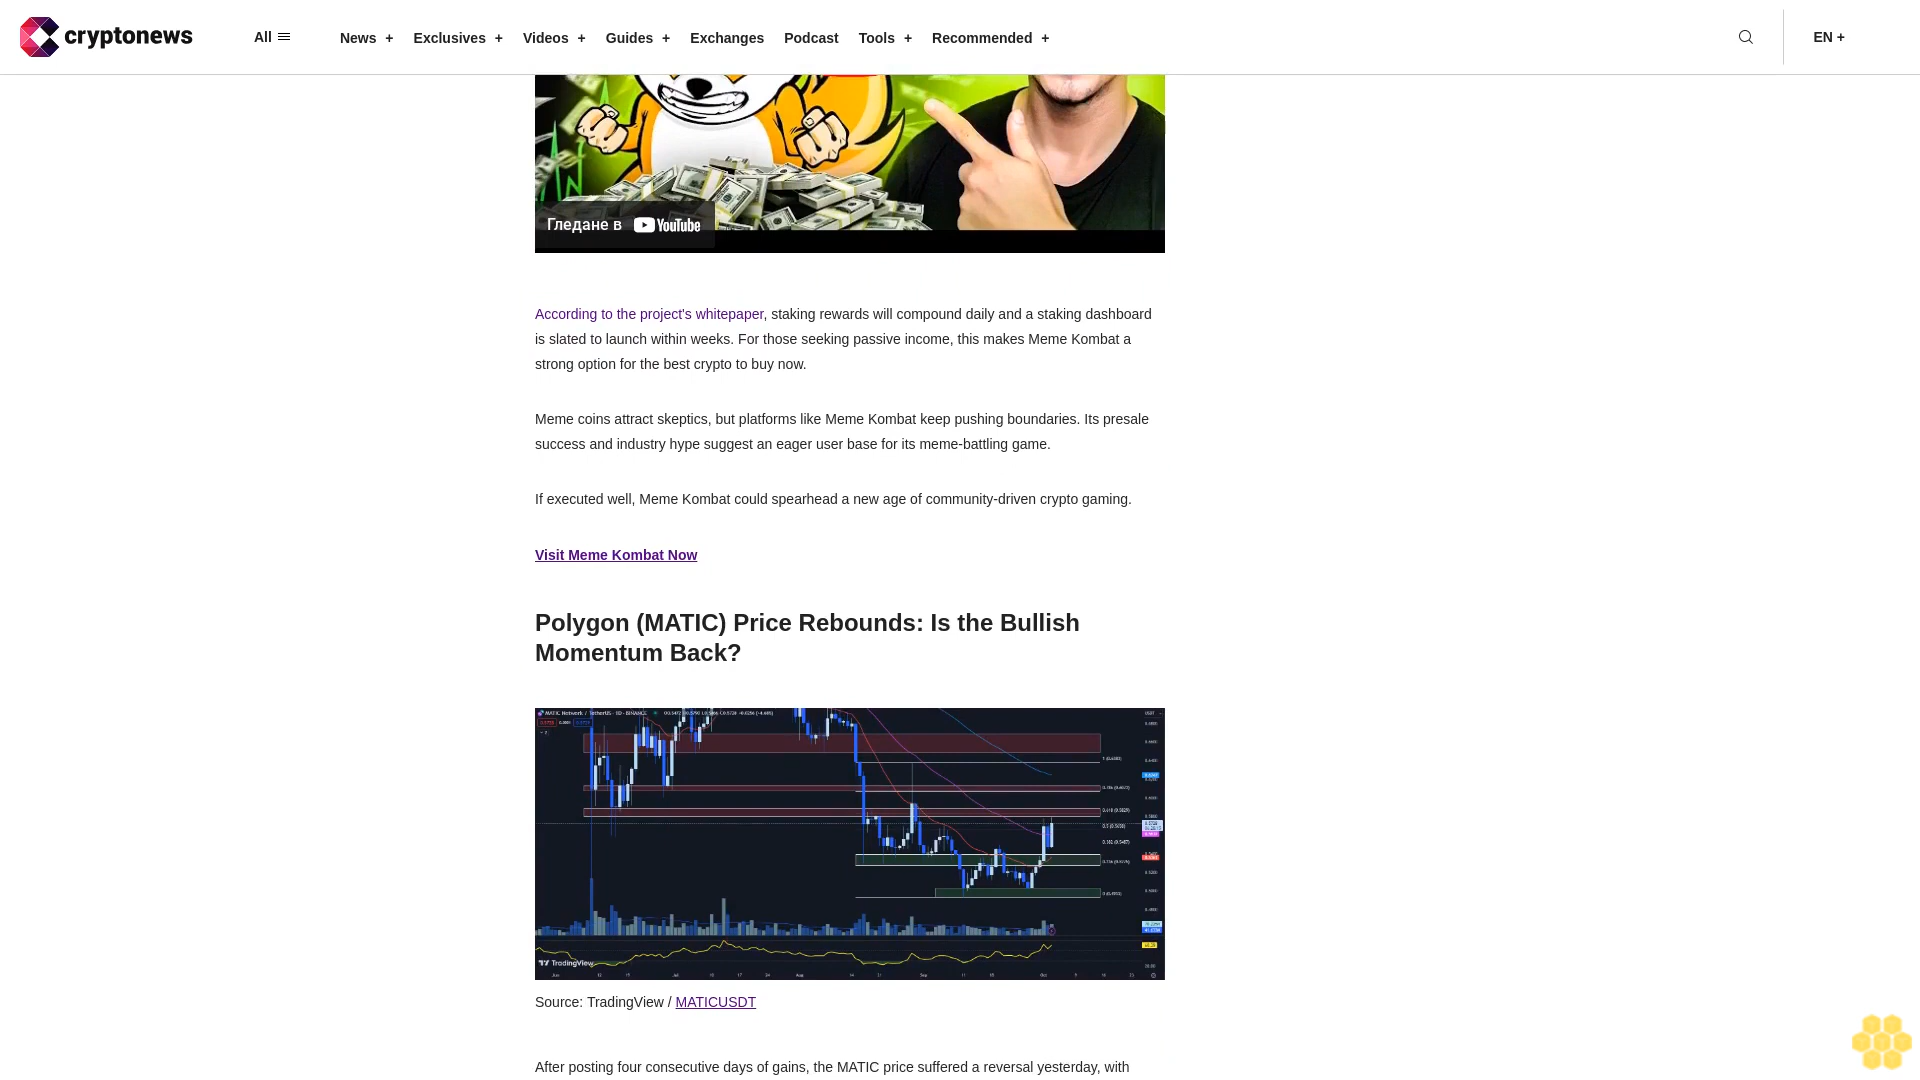 cryptonews
All
News +
Exclusives +
Videos +
Guides +
Exchanges
Podcast
Tools +
Recommended +
EN +
Гледане в YouTube
According to the project's whitepaper, staking rewards will compound daily and a staking dashboard
is slated to launch within weeks. For those seeking passive income, this makes Meme Kombat a
strong option for the best crypto to buy now.
Meme coins attract skeptics, but platforms like Meme Kombat keep pushing boundaries. Its presale
success and industry hype suggest an eager user base for its meme-battling game.
If executed well, Meme Kombat could spearhead a new age of community-driven crypto gaming.
Visit Meme Kombat Now
Polygon (MATIC) Price Rebounds: Is the Bullish
Momentum Back?
MATIC Network / TetherUS · 1D · BINANCE
TradingView
Source: TradingView / MATICUSDT
After posting four consecutive days of gains, the MATIC price suffered a reversal yesterday, with